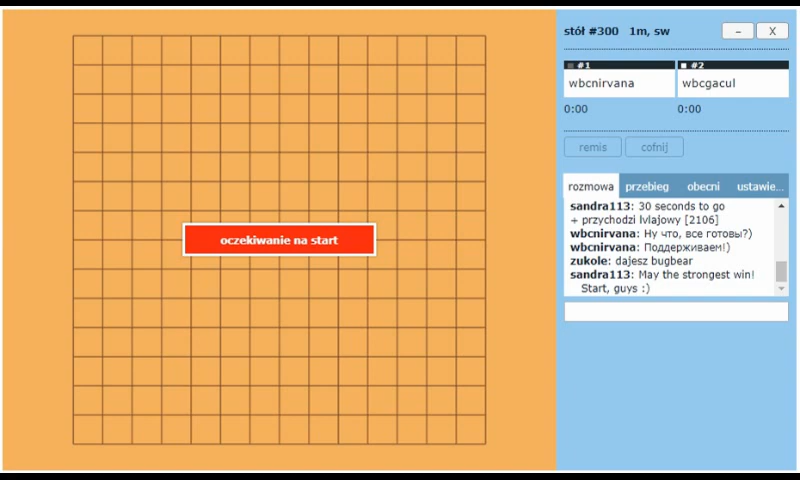 stół #300 1m, sw
– X
#1 #2
wbcnirvana wbcgacul
0:00 0:00
remis cofnij
rozmowa przebieg obecni ustawie...
sandra113: 30 seconds to go
+ przychodzi lvlajowy [2106]
wbcnirvana: Ну что, все готовы?)
wbcnirvana: Поддерживаем!)
zukole: dajesz bugbear
sandra113: May the strongest win!
Start, guys :)
oczekiwanie na start